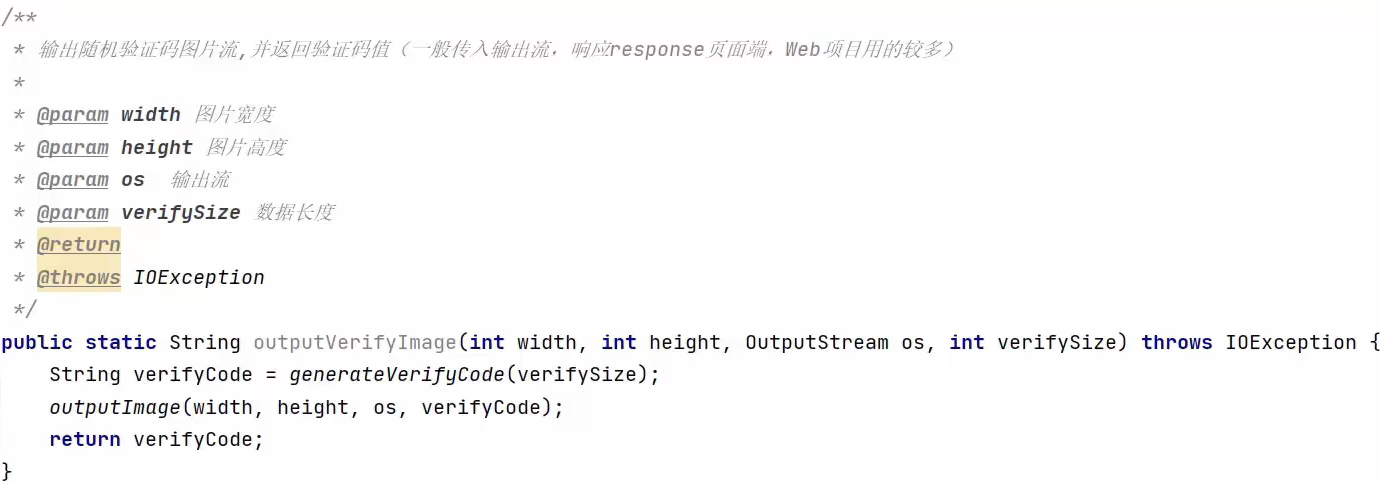 /**
 * 输出随机验证码图片流,并返回验证码值（一般传入输出流，响应response页面端，Web项目用的较多）
 *
 * @param width 图片宽度
 * @param height 图片高度
 * @param os  输出流
 * @param verifySize 数据长度
 * @return
 * @throws IOException
 */
public static String outputVerifyImage(int width, int height, OutputStream os, int verifySize) throws IOException {
    String verifyCode = generateVerifyCode(verifySize);
    outputImage(width, height, os, verifyCode);
    return verifyCode;
}